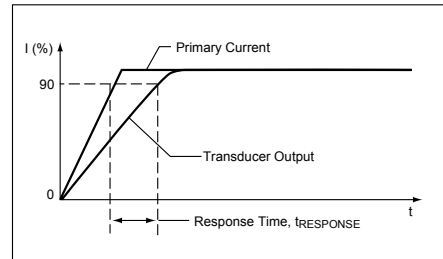 I (%)
Primary Current
90
Transducer Output
0
t
Response Time, tRESPONSE